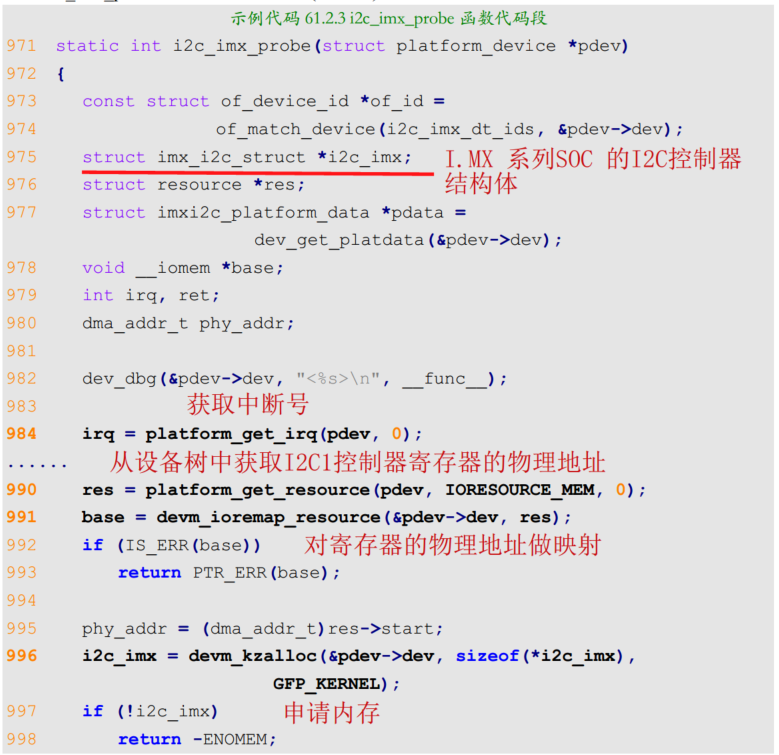 示例代码 61.2.3 i2c_imx_probe 函数代码段
971 static int i2c_imx_probe(struct platform_device *pdev)
972 {
973 const struct of_device_id *of_id =
974 of_match_device(i2c_imx_dt_ids, &pdev->dev);
975 struct imx_i2c_struct *i2c_imx; I.MX 系列SOC 的I2C控制器
976 struct resource *res; 结构体
977 struct imxi2c_platform_data *pdata =
dev_get_platdata(&pdev->dev);
978 void __iomem *base;
979 int irq, ret;
980 dma_addr_t phy_addr;
981
982 dev_dbg(&pdev->dev, "<%s>\n", __func__);
983 获取中断号
984 irq = platform_get_irq(pdev, 0);
...... 从设备树中获取I2C1控制器寄存器的物理地址
990 res = platform_get_resource(pdev, IORESOURCE_MEM, 0);
991 base = devm_ioremap_resource(&pdev->dev, res);
992 if (IS_ERR(base)) 对寄存器的物理地址做映射
993 return PTR_ERR(base);
994
995 phy_addr = (dma_addr_t)res->start;
996 i2c_imx = devm_kzalloc(&pdev->dev, sizeof(*i2c_imx),
GFP_KERNEL);
997 if (!i2c_imx) 申请内存
998 return -ENOMEM;